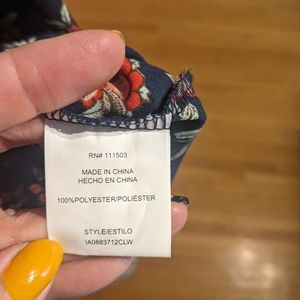 RN# 111503
MADE IN CHINA
HECHO EN CHINA
100%POLYESTER/POLIÉSTER
STYLE/ESTILO
IA0883712CLW